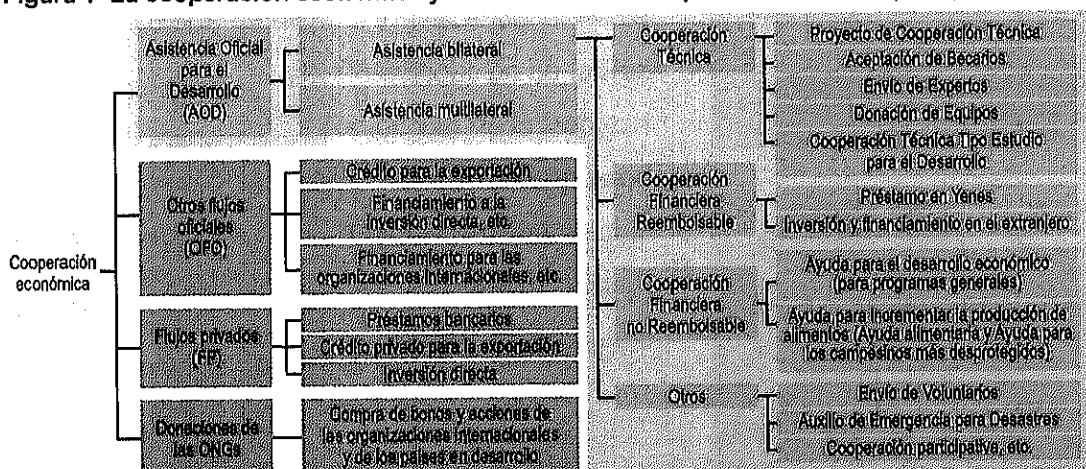 Cooperación
económica
Asistencia Oficial
para el
Desarrollo
(AOD)
Asistencia bilateral
Asistencia multilateral
Otros flujos
oficiales
(OFO)
Crédito para la exportación
Financiamiento a la
inversión directa, etc.
Financiamiento para las
organizaciones internacionales, etc
Flujos privados
(FP)
Préstamos bancarios
Crédito privado para la exportación
Inversión directa
Donaciones de
las ONGs
Compra de bonos y acciones de
las organizaciones internacionales
y de los países en desarrollo
Cooperación
Técnica
Proyecto de Cooperación Técnica
Aceptación de Becarios
Envío de Expertos
Donación de Equipos
Cooperación Técnica Tipo Estudio
para el Desarrollo
Cooperación
Financiera
Reembolsable
Préstamo en Yenes
Inversión y financiamiento en el extranjero
Cooperación
Financiera
no Reembolsable
Ayuda para el desarrollo económico
(para programas generales)
Ayuda para incrementar la producción de
alimentos (Ayuda alimentaria y Ayuda para
los campesinos más desprotegidos)
Otros
Envío de Voluntarios
Auxilio de Emergencia para Desastres
Cooperación participativa, etc.